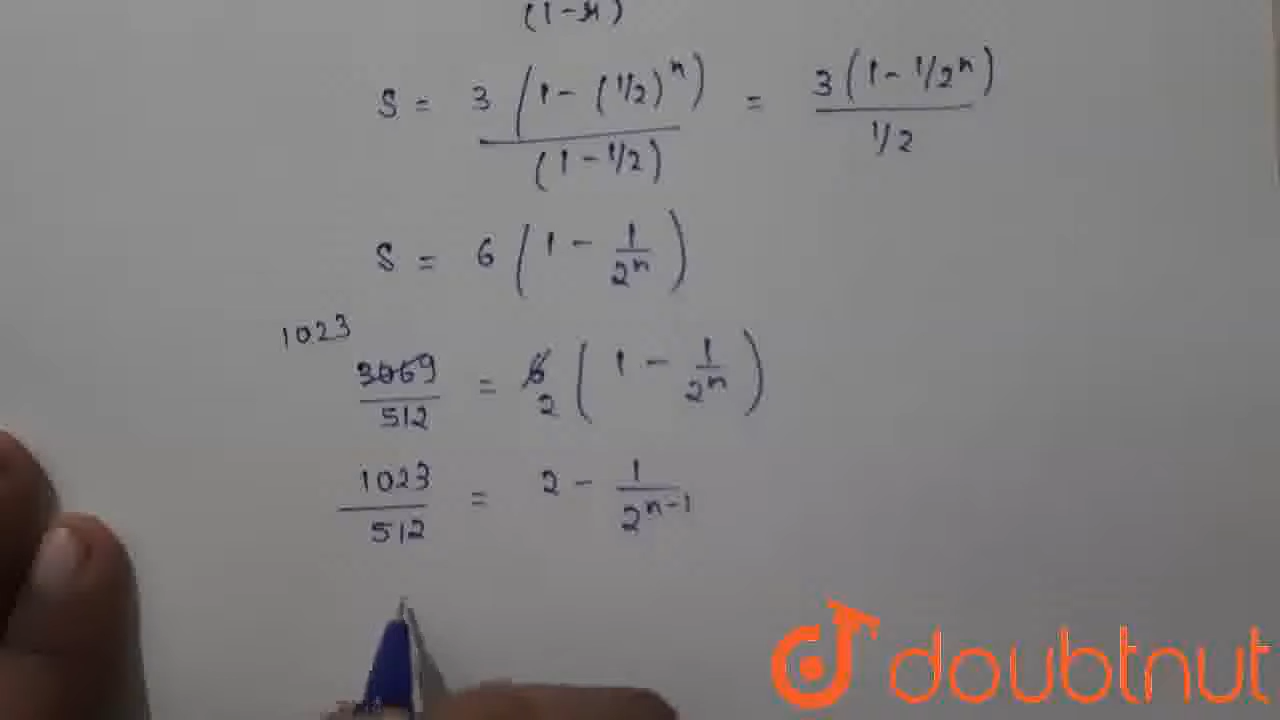 (1-r)
S = 3 (1 - (1/2)^n) / (1 - 1/2) = 3 (1 - 1/2^n) / 1/2
S = 6 (1 - 1/2^n)
1023
3069/512 = 6 2 (1 - 1/2^n)
1023/512 = 2 - 1/2^(n-1)
doubtnut